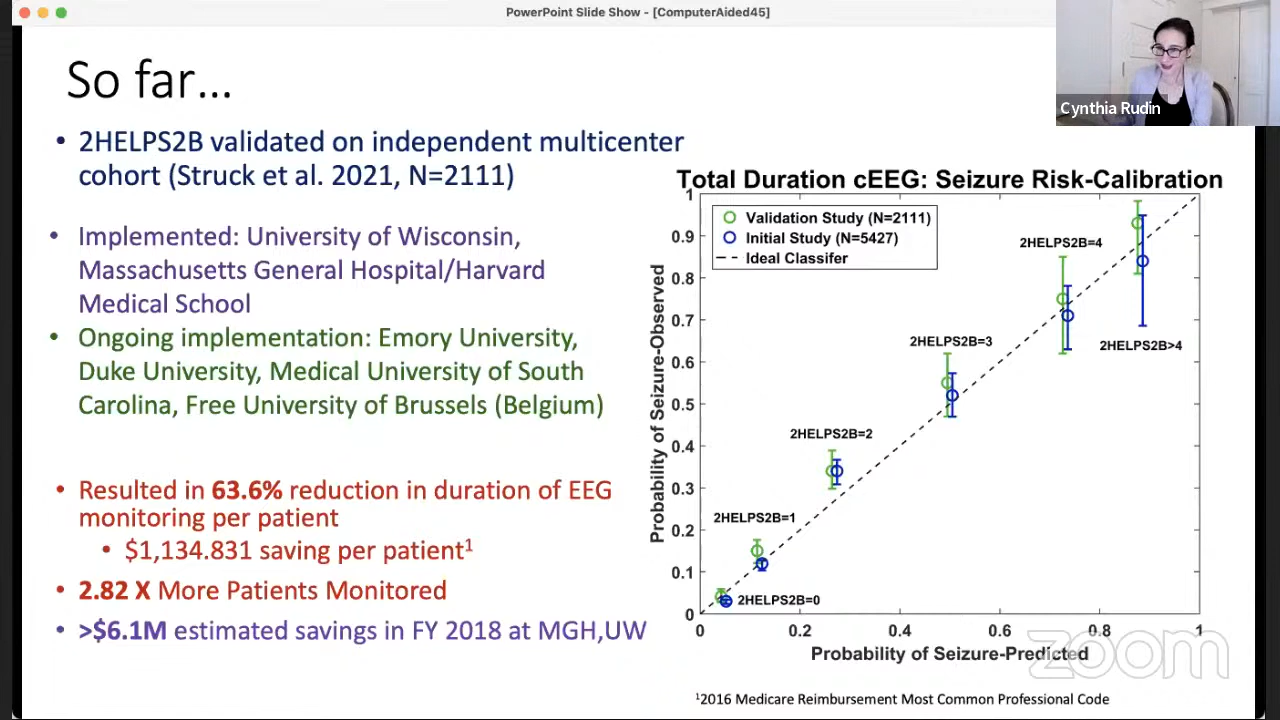 PowerPoint Slide Show - [ComputerAided45]
Cynthia Rudin
So far...
• 2HELPS2B validated on independent multicenter
cohort (Struck et al. 2021, N=2111)
• Implemented: University of Wisconsin,
Massachusetts General Hospital/Harvard
Medical School
• Ongoing implementation: Emory University,
Duke University, Medical University of South
Carolina, Free University of Brussels (Belgium)
• Resulted in 63.6% reduction in duration of EEG
monitoring per patient
• $1,134.831 saving per patient¹
• 2.82 X More Patients Monitored
• >$6.1M estimated savings in FY 2018 at MGH,UW
Total Duration cEEG: Seizure Risk-Calibration
Validation Study (N=2111)
Initial Study (N=5427)
Ideal Classifer
Probability of Seizure-Observed
1
0.9
0.8
0.7
0.6
0.5
0.4
0.3
0.2
0.1
0
2HELPS2B=4
2HELPS2B=3
2HELPS2B>4
2HELPS2B=2
2HELPS2B=1
2HELPS2B=0
0 0.2 0.4 0.6 0.8 1
Probability of Seizure-Predicted
zoom
¹2016 Medicare Reimbursement Most Common Professional Code